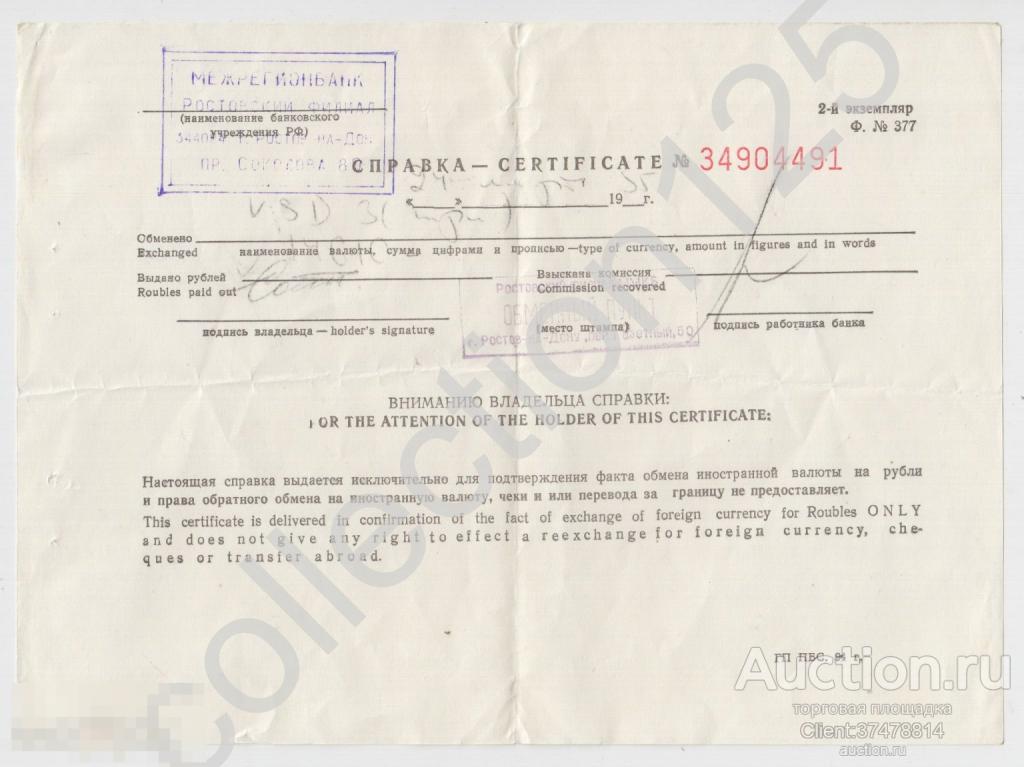 МЕЖРЕГИОНБАНК
РОСТОВСКИЙ ФИЛИАЛ
(наименование банковского
учреждения РФ)
2-й экземпляр
Ф. № 377
СПРАВКА — CERTIFICATE № 34904491
«___» 19__г.
USD 3( три )
Обменено
Exchanged
наименование валюты, сумма цифрами и прописью —type of currency, amount in figures and in words
Выдано рублей
Roubles paid out
Взыскана комиссия
Commission recovered
подпись владельца — holder's signature
(место штампа)
подпись работника банка
ВНИМАНИЮ ВЛАДЕЛЬЦА СПРАВКИ:
FOR THE ATTENTION OF THE HOLDER OF THIS CERTIFICATE:
Настоящая справка выдается исключительно для подтверждения факта обмена иностранной валюты на рубли
и права обратного обмена на иностранную валюту, чеки и или перевода за границу не предоставляет.
This certificate is delivered in confirmation of the fact of exchange of foreign currency for Roubles ONLY
and does not give any right to effect a reexchange for foreign currency, che-
ques or transfer abroad.
collection125
Auction.ru
торговая площадка
Client:37478814
auction.ru